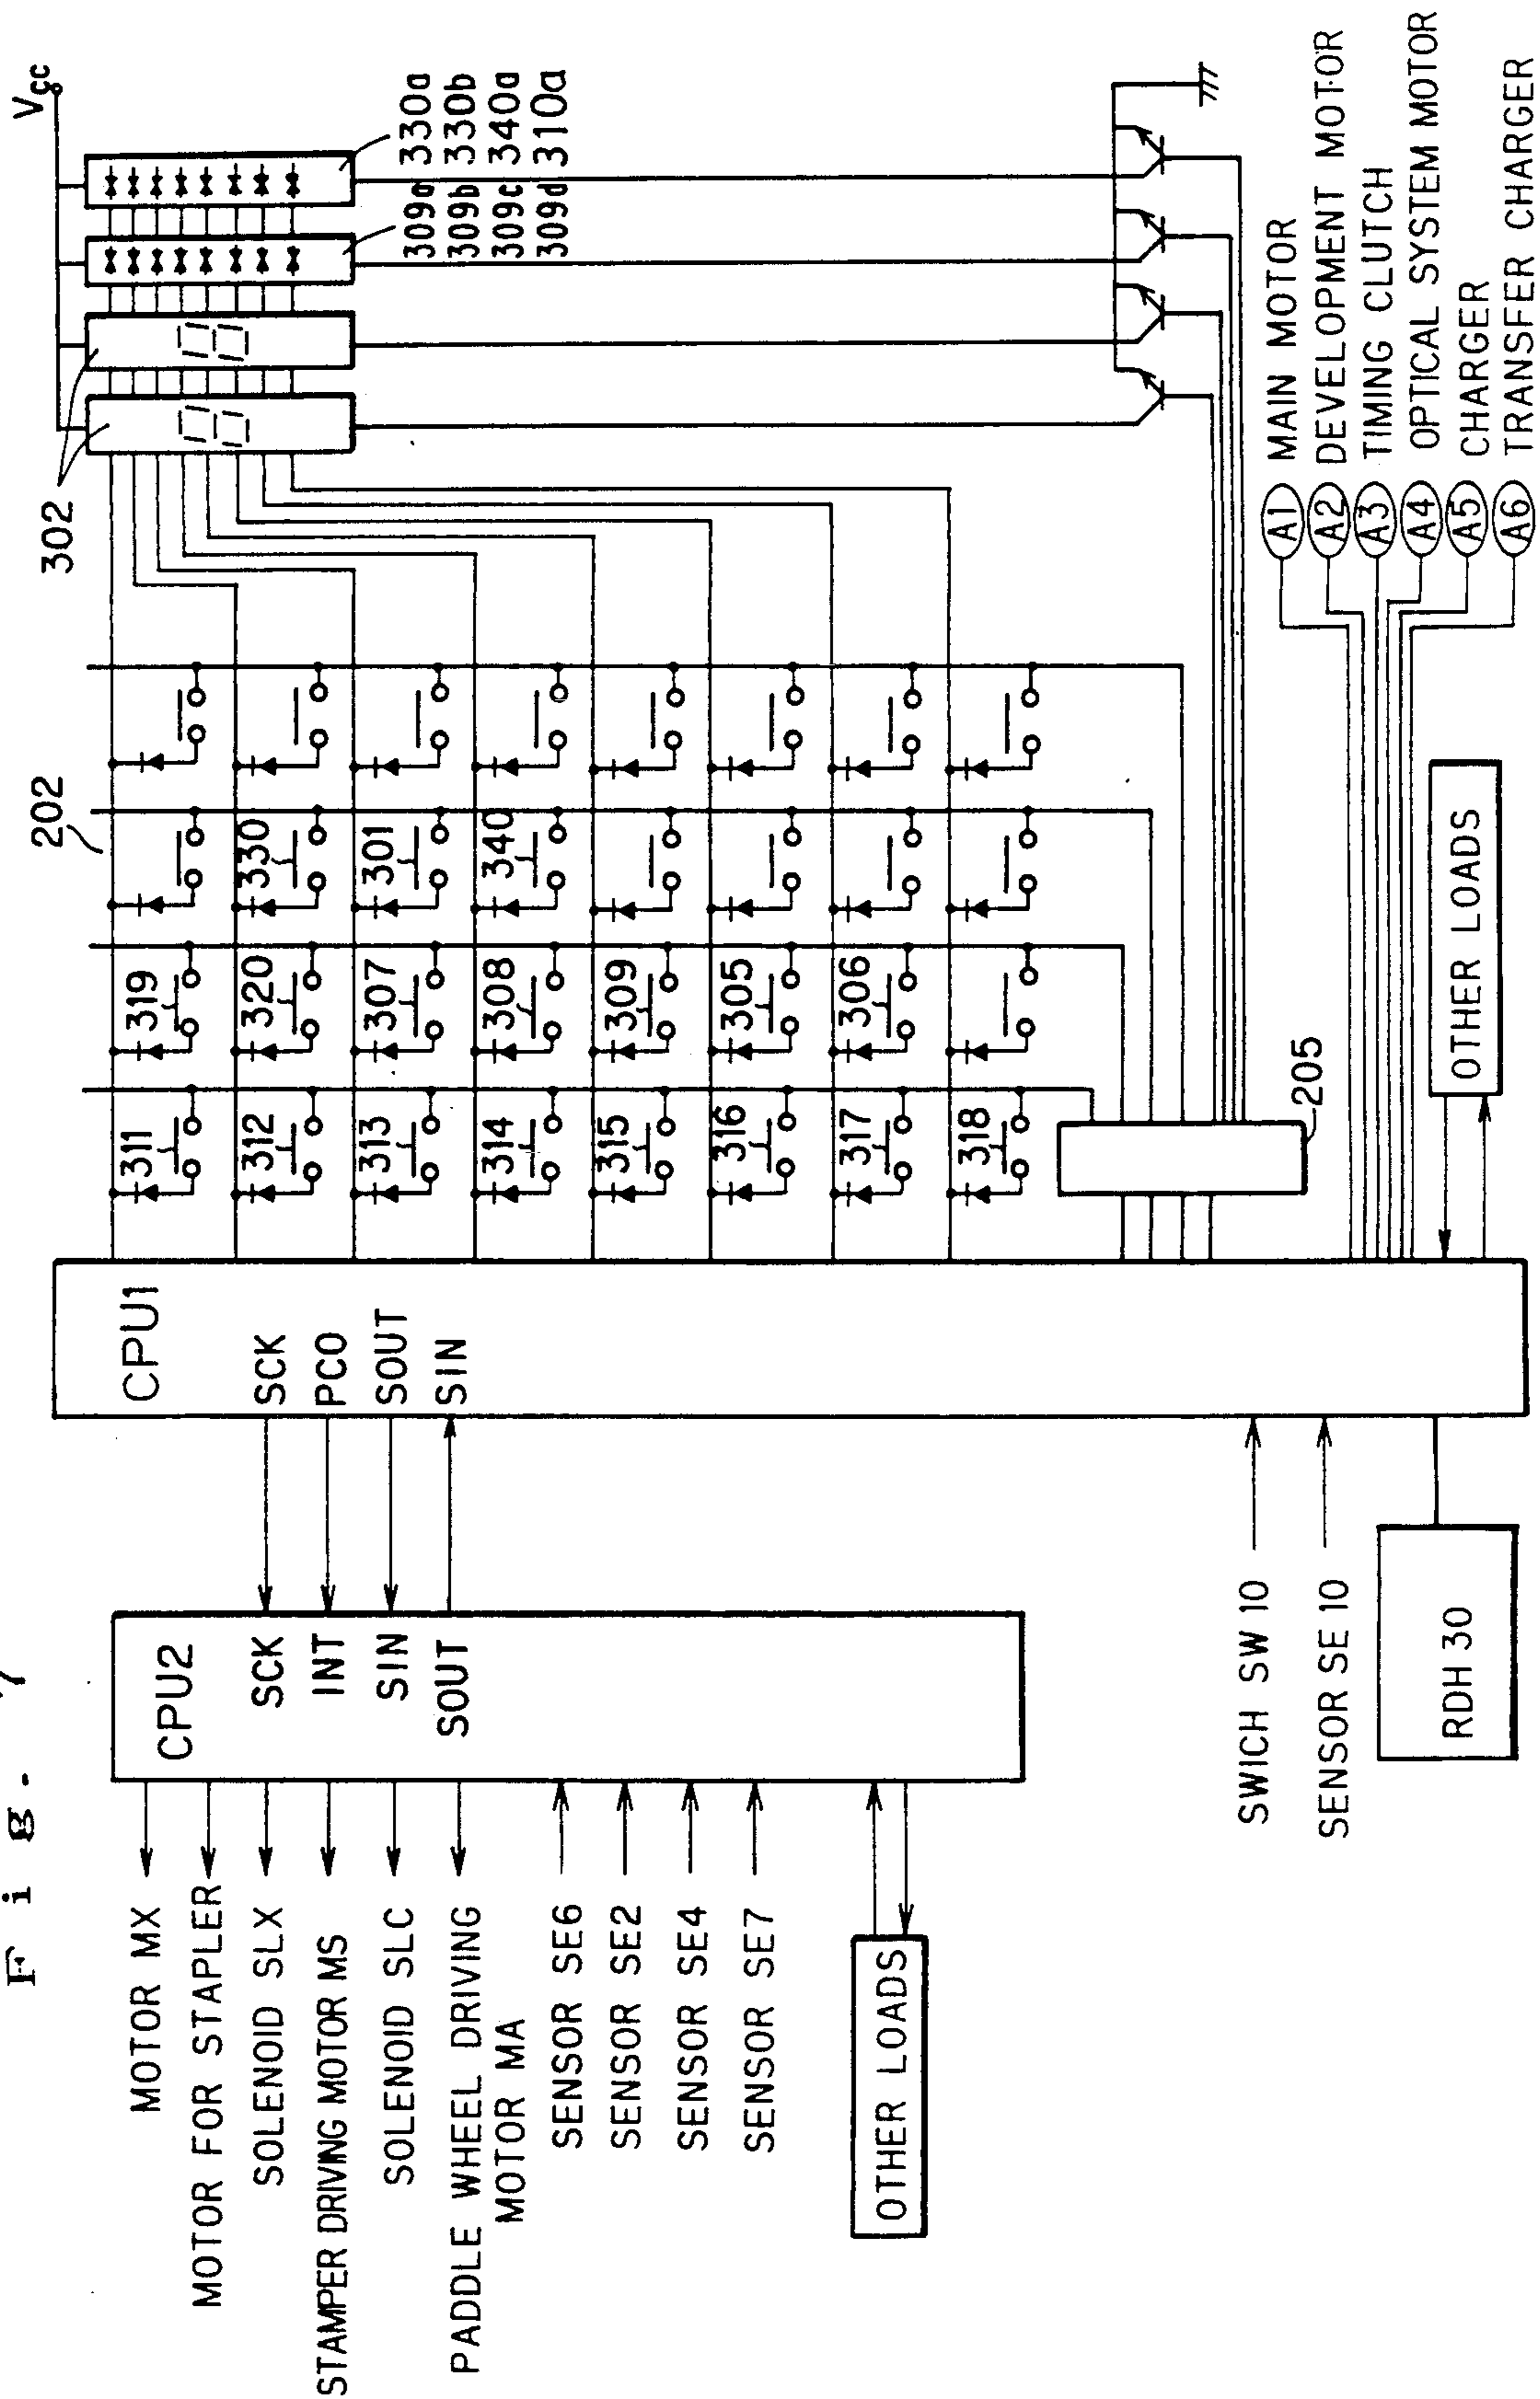 Fig. 7
MOTOR MX
MOTOR FOR STAPLER
SOLENOID SLX
STAMPER DRIVING MOTOR MS
SOLENOID SLC
PADDLE WHEEL DRIVING
MOTOR MA
SENSOR SE6
SENSOR SE2
SENSOR SE4
SENSOR SE7
OTHER LOADS
CPU2
SCK
INT
SIN
SOUT
CPU1
SCK
PCO
SOUT
SIN
SWICH SW 10
SENSOR SE 10
RDH 30
202
311
312
313
314
315
316
317
318
319
320
307
308
309
305
306
330
301
340
205
302
Vcc
309a 330a
309b 330b
309c 340a
309d 310a
A1 MAIN MOTOR
A2 DEVELOPMENT MOTOR
A3 TIMING CLUTCH
A4 OPTICAL SYSTEM MOTOR
A5 CHARGER
A6 TRANSFER CHARGER
OTHER LOADS